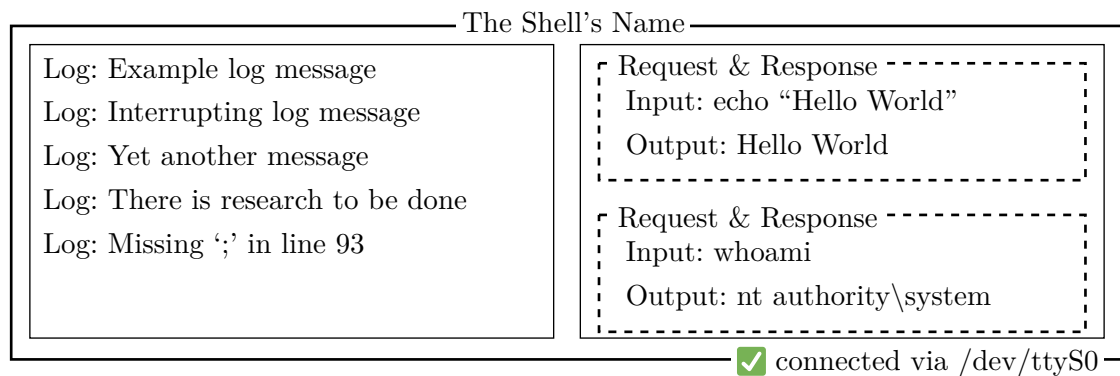 The Shell's Name
Log: Example log message
Log: Interrupting log message
Log: Yet another message
Log: There is research to be done
Log: Missing ‘;’ in line 93
Request & Response
Input: echo “Hello World”
Output: Hello World
Request & Response
Input: whoami
Output: nt authority\system
✅ connected via /dev/ttyS0